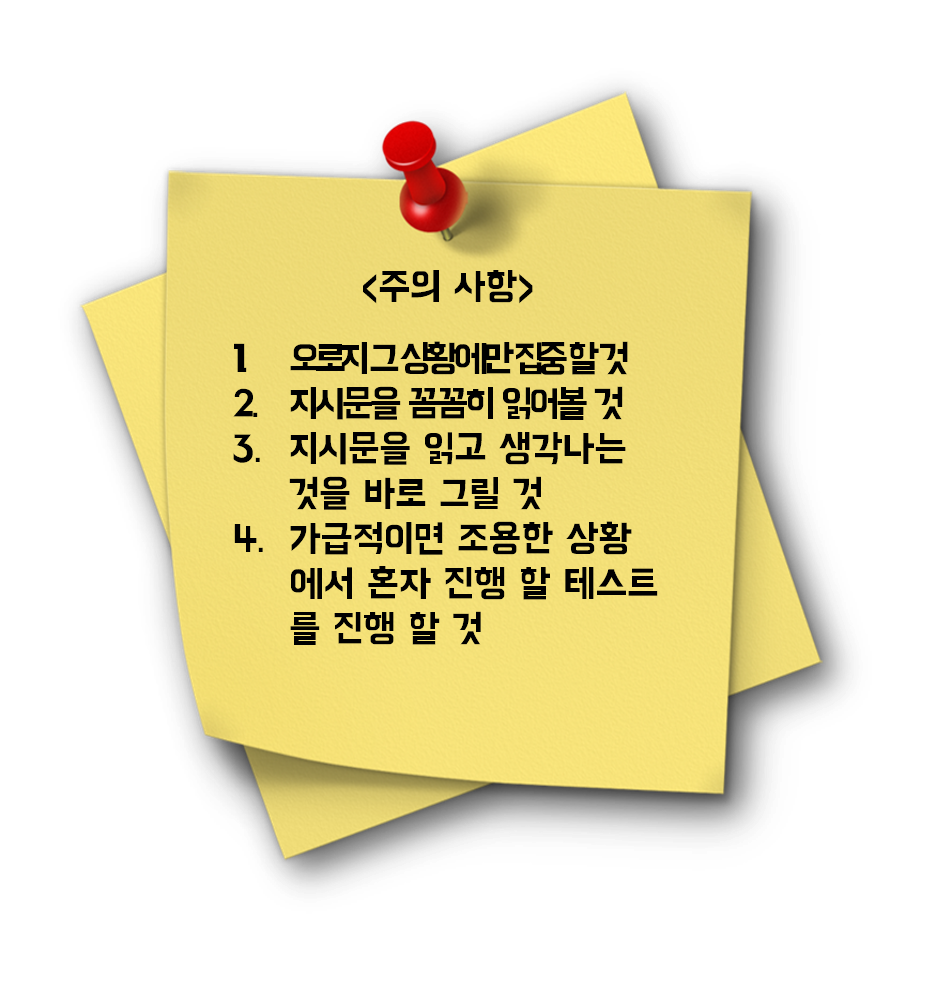 <주의 사항>
1 오로지 그 상황에만 집중 할 것
2. 지시문을 꼼꼼히 읽어볼 것
3. 지시문을 읽고 생각나는
것을 바로 그릴 것
4. 가급적이면 조용한 상황
에서 혼자 진행 할 테스트
를 진행 할 것